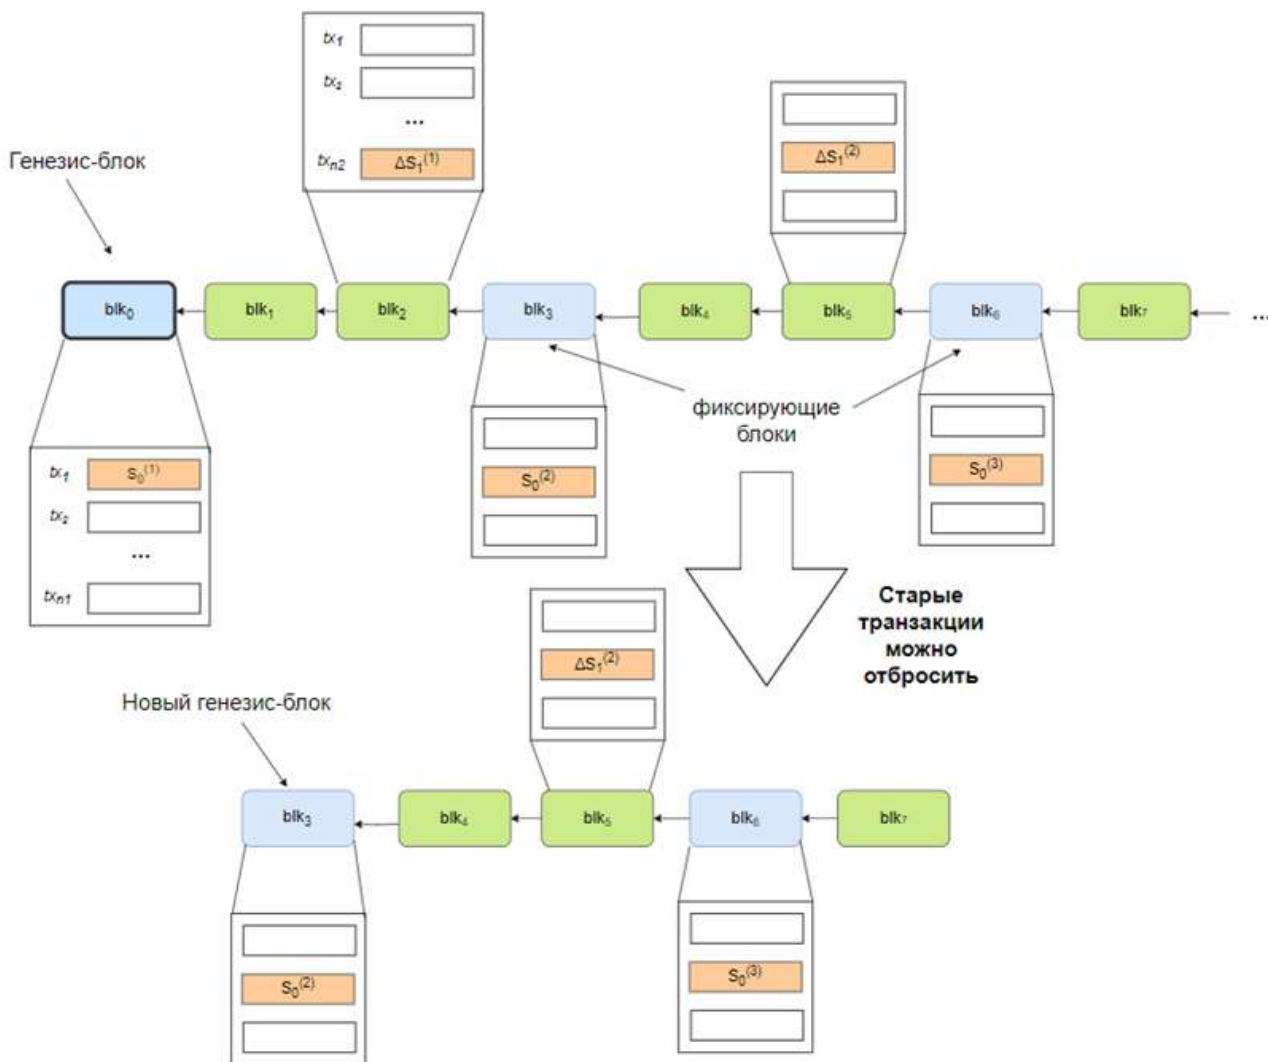 tx₁
tx₂
...
txₙ₂ ΔS₁⁽¹⁾
ΔS₁⁽²⁾
Генезис-блок
blk₀
blk₁
blk₂
blk₃
blk₄
blk₅
blk₆
blk₇
...
фиксирующие
блоки
tx₁ S₀⁽¹⁾
tx₂
...
txₙ₁
S₀⁽²⁾
S₀⁽³⁾
Старые
транзакции
можно
отбросить
ΔS₁⁽²⁾
Новый генезис-блок
blk₃
blk₄
blk₅
blk₆
blk₇
S₀⁽²⁾
S₀⁽³⁾